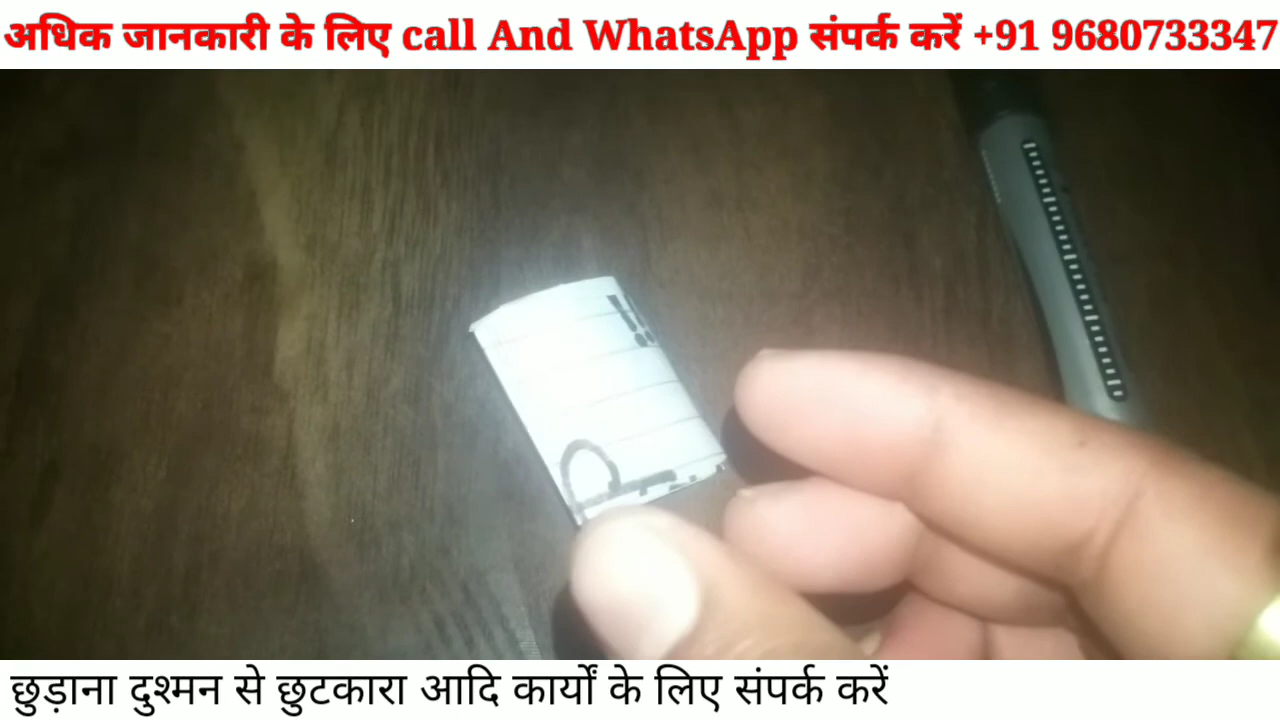 अधिक जानकारी के लिए call And WhatsApp संपर्क करें +91 9680733347
छुड़ाना दुश्मन से छुटकारा आदि कार्यों के लिए संपर्क करें